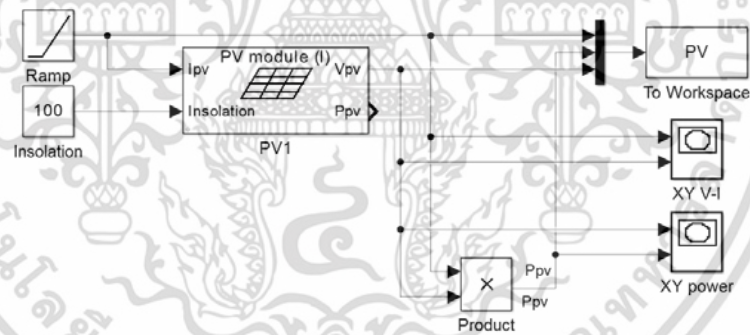 Ramp
100
Insolation
PV module (I)
Ipv
Vpv
Insolation
Ppv
PV1
PV
To Workspace
XY V-I
XY power
×
Ppv
Ppv
Product